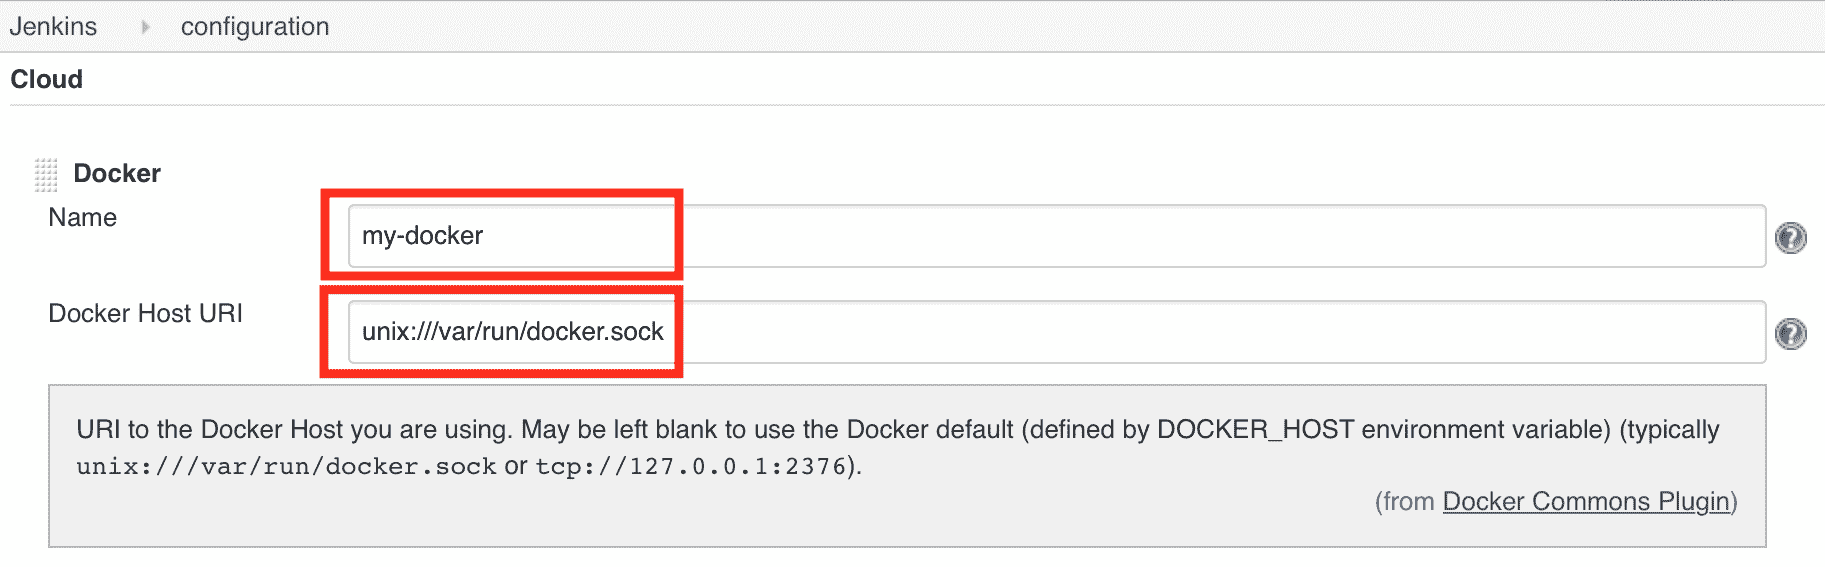 Jenkins configuration
Cloud
Docker
Name
my-docker
Docker Host URI
unix:///var/run/docker.sock
URI to the Docker Host you are using. May be left blank to use the Docker default (defined by DOCKER_HOST environment variable) (typically
unix:///var/run/docker.sock or tcp://127.0.0.1:2376).
(from Docker Commons Plugin)